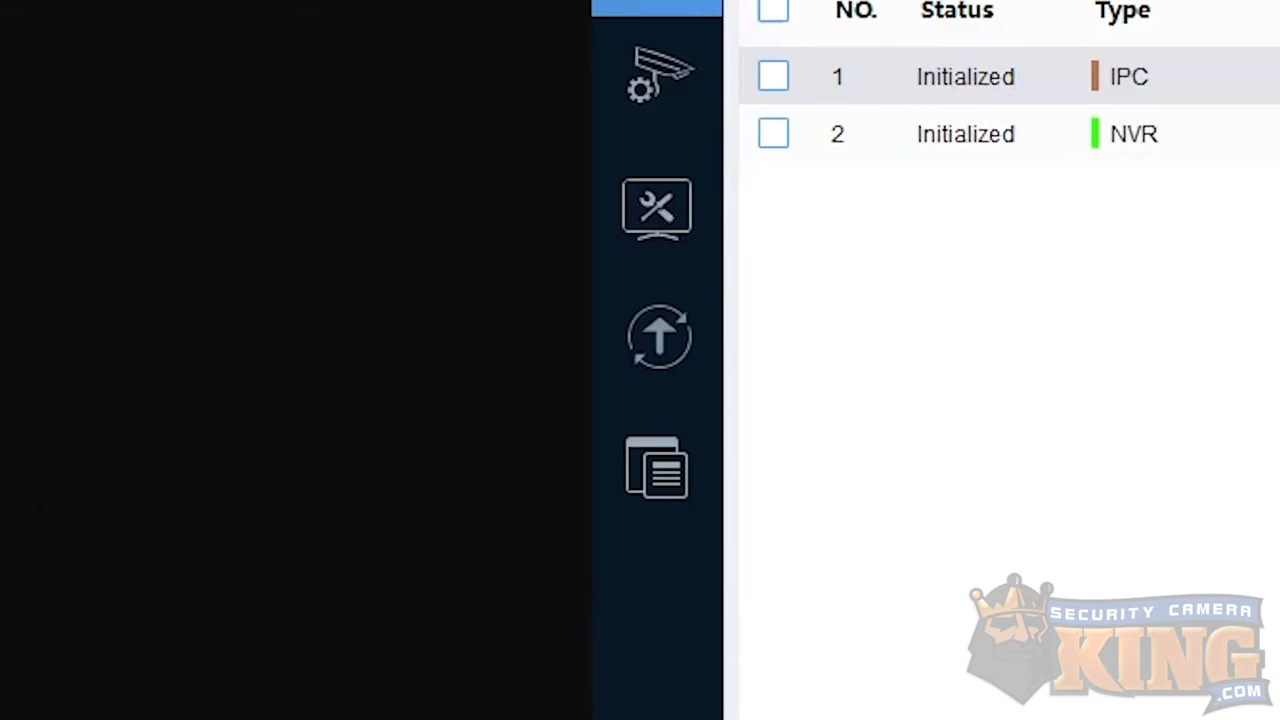 NO. Status Type
1 Initialized IPC
2 Initialized NVR
SECURITY CAMERA
KING
.COM